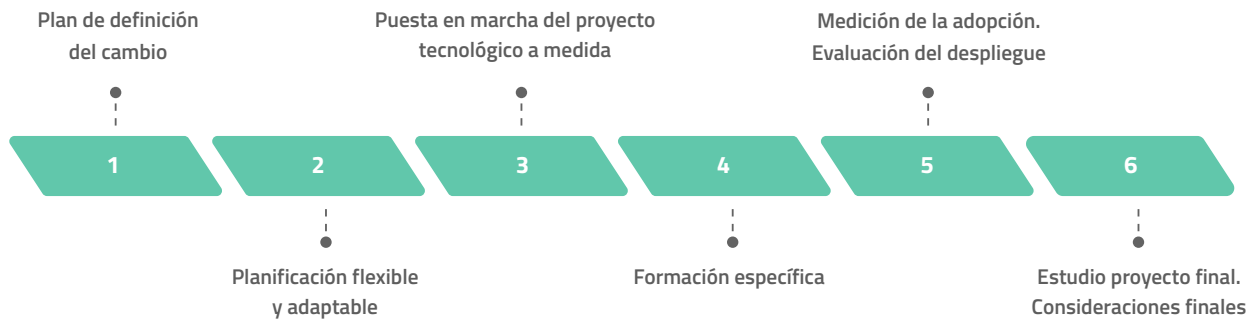 Plan de definición
del cambio
Puesta en marcha del proyecto
tecnológico a medida
Medición de la adopción.
Evaluación del despliegue
1
2
3
4
5
6
Planificación flexible
y adaptable
Formación específica
Estudio proyecto final.
Consideraciones finales